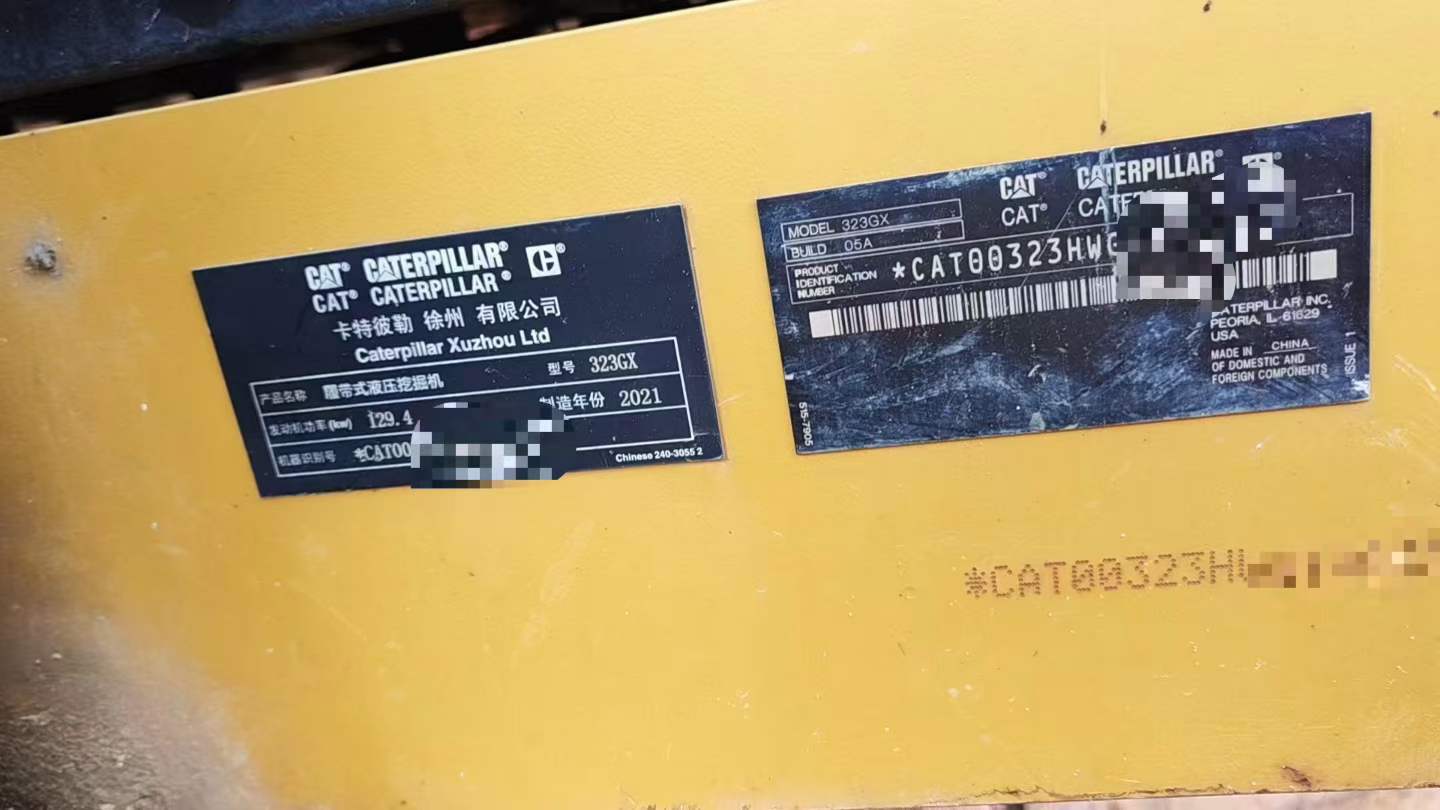 CAT® CATERPILLAR®
CAT® CATERPILLAR®
卡特彼勒 徐州 有限公司
Caterpillar Xuzhou Ltd
产品名称 履带式液压挖掘机 型号 323GX
发动机功率(kw) 129.4 制造年份 2021
机器识别号 *CAT00
Chinese 240-3055 2
CAT® CATERPILLAR®
CAT®
MODEL 323GX
BUILD 05A
PRODUCT IDENTIFICATION NUMBER *CAT00323HW
CATERPILLAR INC.
PEORIA, IL 61629
USA
MADE IN CHINA
OF DOMESTIC AND
FOREIGN COMPONENTS
ISSUE 1
515-7905
*CAT00323H